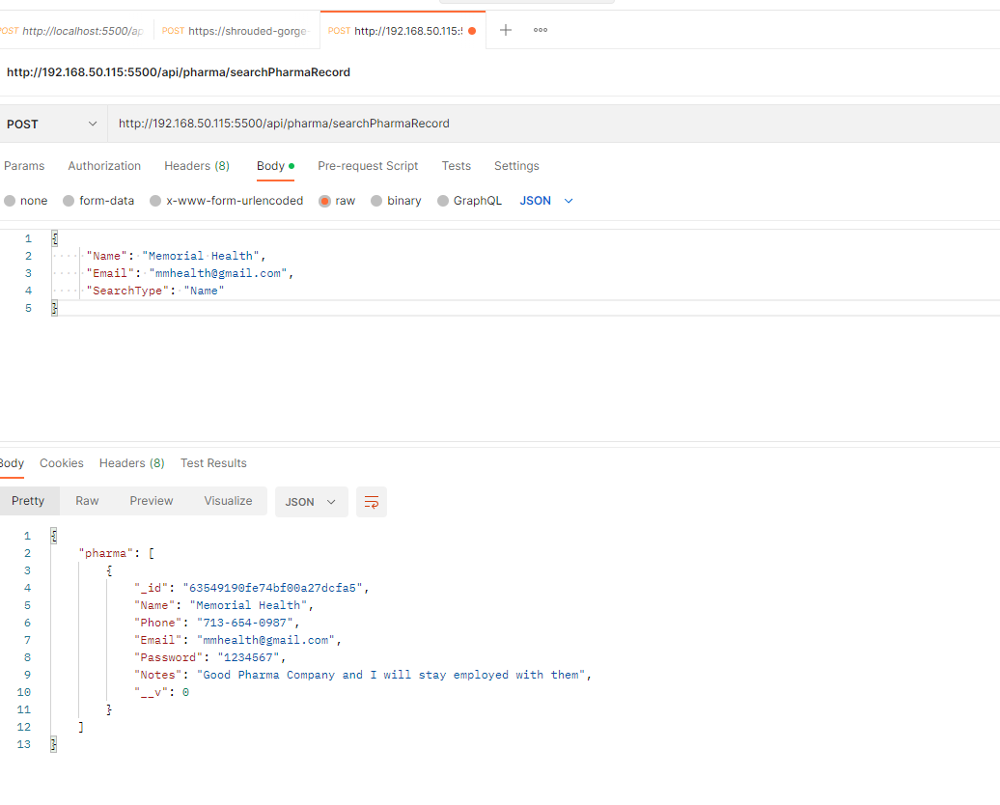 POST http://localhost:5500/ap POST https://shrouded-gorge- POST http://192.168.50.115:5
http://192.168.50.115:5500/api/pharma/searchPharmaRecord
POST http://192.168.50.115:5500/api/pharma/searchPharmaRecord
Params Authorization Headers (8) Body Pre-request Script Tests Settings
none form-data x-www-form-urlencoded raw binary GraphQL JSON
1 {
2 "Name": "Memorial Health",
3 "Email": "mmhealth@gmail.com",
4 "SearchType": "Name"
5 }
Body Cookies Headers (8) Test Results
Pretty Raw Preview Visualize JSON
1 {
2 "pharma": [
3 {
4 "_id": "63549190fe74bf00a27dcfa5",
5 "Name": "Memorial Health",
6 "Phone": "713-654-0987",
7 "Email": "mmhealth@gmail.com",
8 "Password": "1234567",
9 "Notes": "Good Pharma Company and I will stay employed with them",
10 "__v": 0
11 }
12 ]
13 }